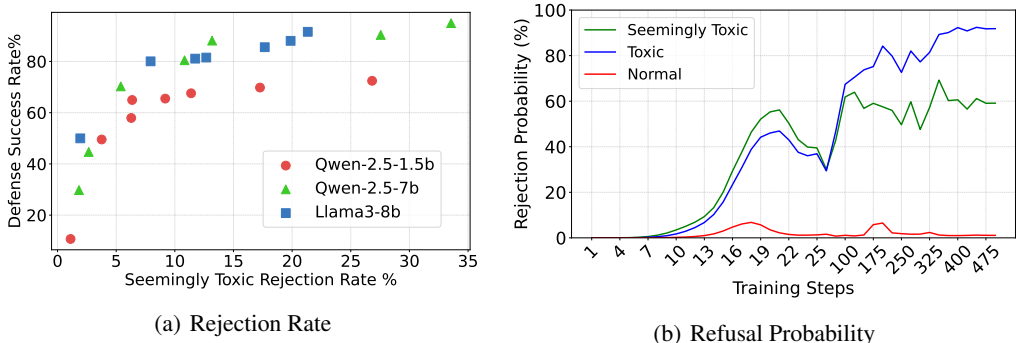 Defense Success Rate%
80
60
40
20
0 5 10 15 20 25 30 35
Seemingly Toxic Rejection Rate %
Qwen-2.5-1.5b
Qwen-2.5-7b
Llama3-8b
(a) Rejection Rate
Rejection Probability (%)
100
80
60
40
20
0
Seemingly Toxic
Toxic
Normal
1 4 7 10 13 16 19 22 25 100 175 250 325 400 475
Training Steps
(b) Refusal Probability